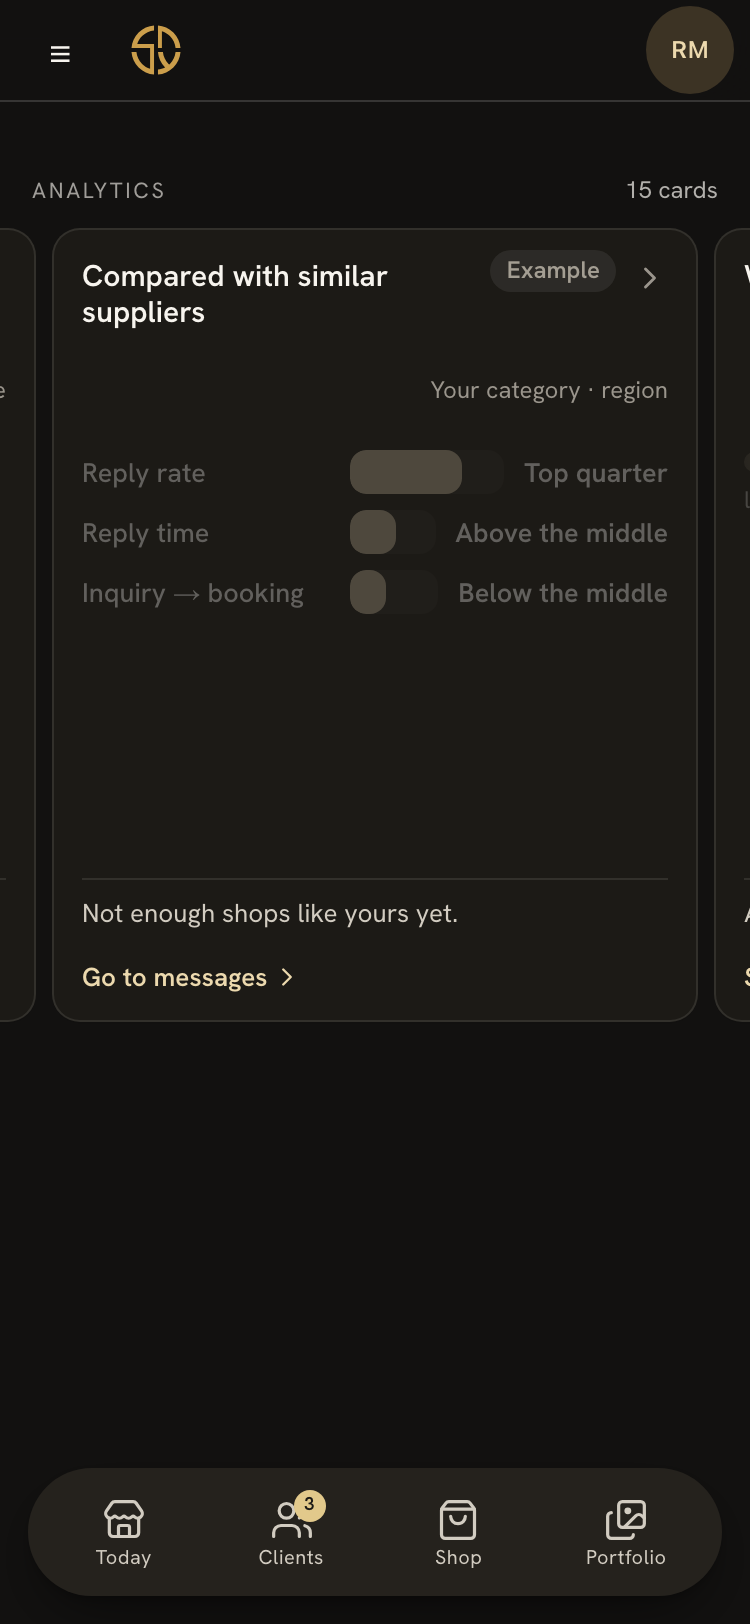 RM
ANALYTICS
15 cards
Compared with similar suppliers
Example
Your category · region
Reply rate
Top quarter
Reply time
Above the middle
Inquiry → booking
Below the middle
Not enough shops like yours yet.
Go to messages
3
Today
Clients
Shop
Portfolio